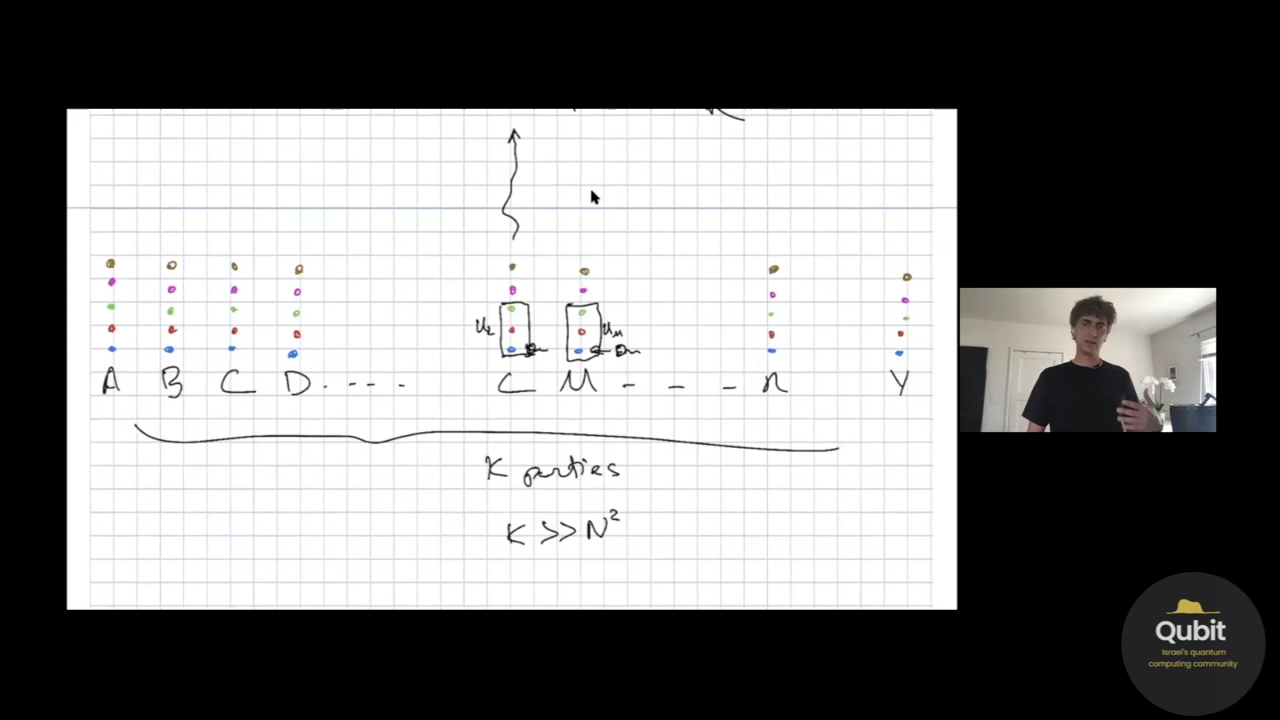 A B C D . - - - C M - - - n Y
K parties
K >> N²
Qubit
Israel's quantum
computing community